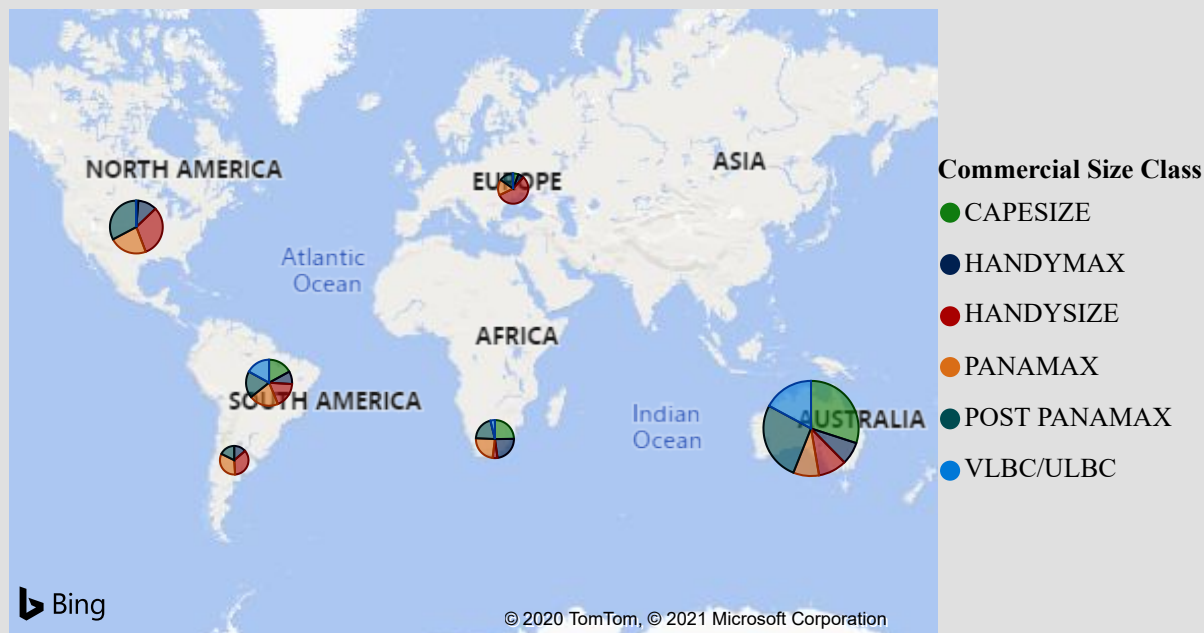 NORTH AMERICA
EUROPE
ASIA
Atlantic
Ocean
AFRICA
SOUTH AMERICA
Indian
Ocean
AUSTRALIA
Bing
© 2020 TomTom, © 2021 Microsoft Corporation
Commercial Size Class
CAPESIZE
HANDYMAX
HANDYSIZE
PANAMAX
POST PANAMAX
VLBC/ULBC